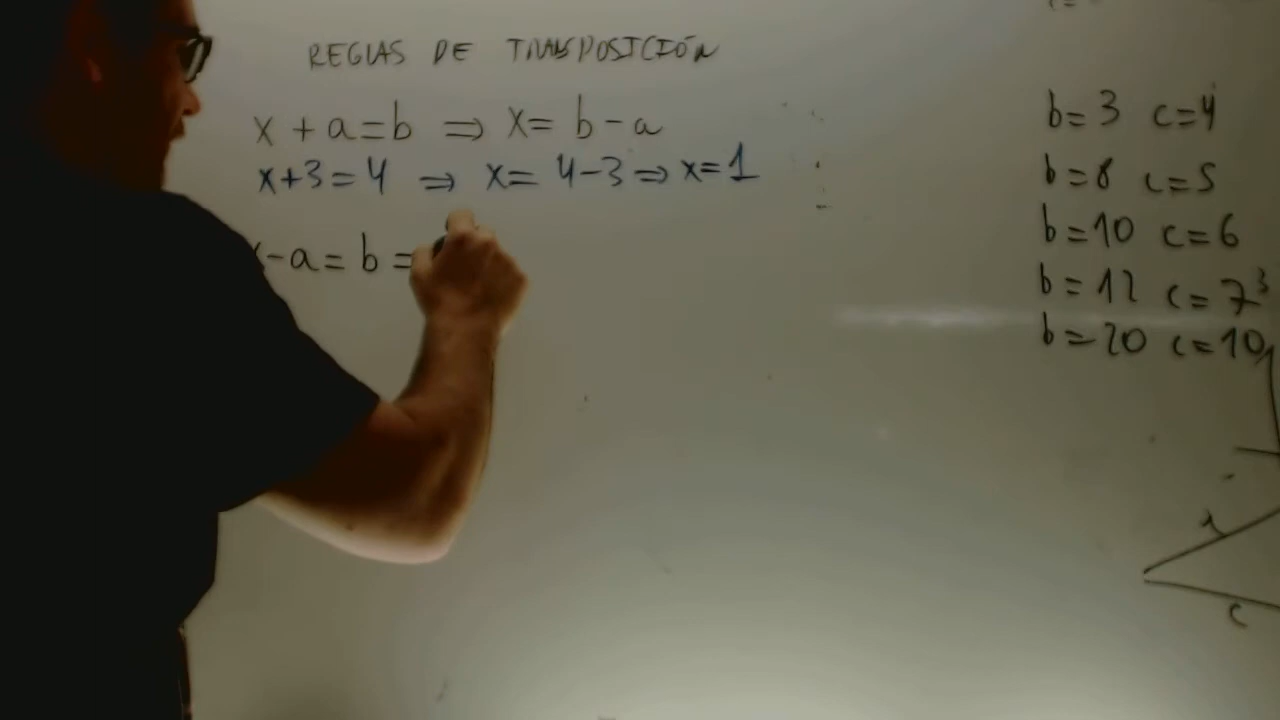 REGLAS DE TRANSPOSICIÓN
x + a = b ⇒ x = b - a
x+3 = 4 ⇒ x = 4-3 ⇒ x = 1
-a = b =
b = 3 c = 4
b = 8 c = 5
b = 10 c = 6
b = 12 c = 7
b = 20 c = 10
c